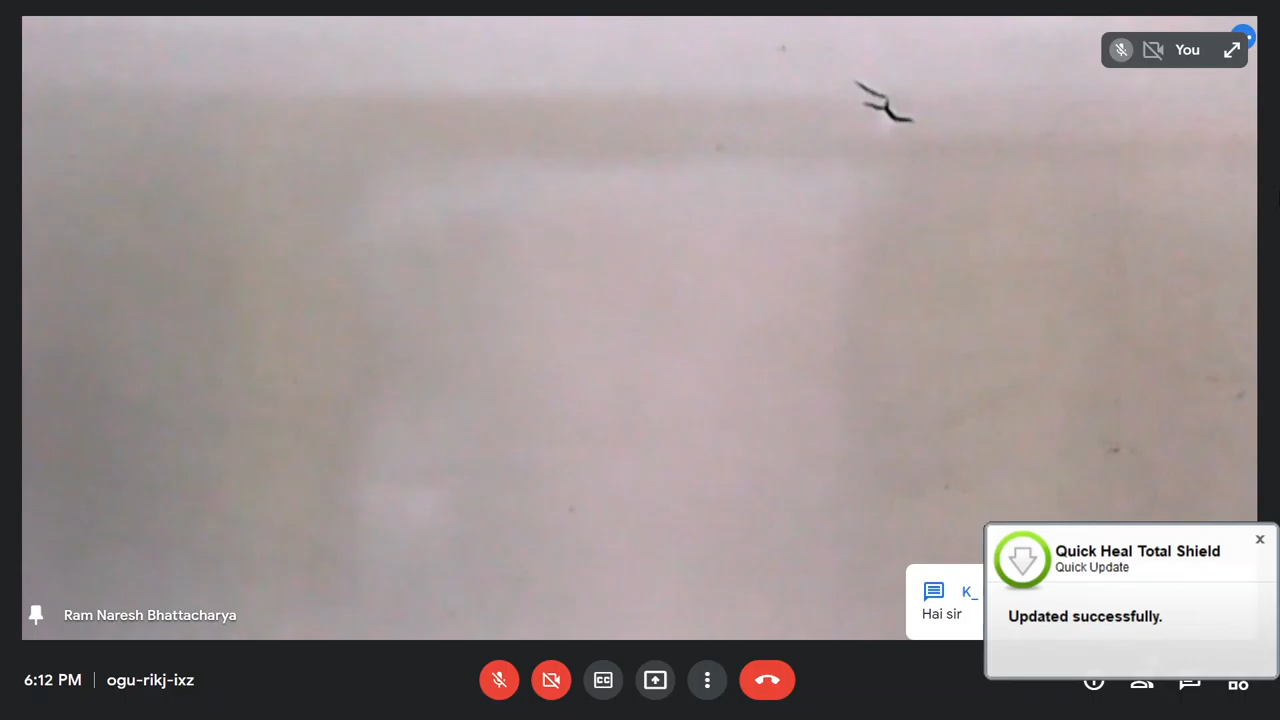 You
Ram Naresh Bhattacharya
K_
Hai sir
Quick Heal Total Shield
Quick Update
x
Updated successfully.
6:12 PM
ogu-rikj-ixz
CC